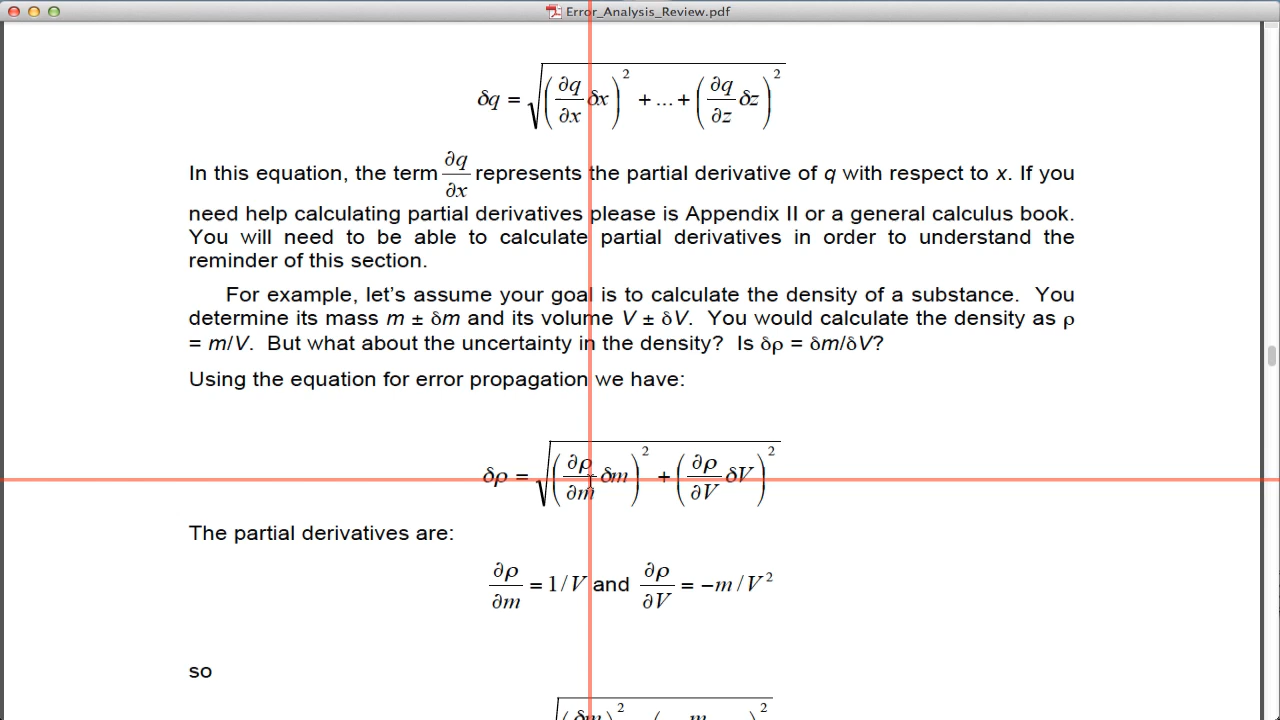 Error_Analysis_Review.pdf
δq = √((∂q/∂x δx)² + ... + (∂q/∂z δz)²)
In this equation, the term ∂q/∂x represents the partial derivative of q with respect to x. If you
need help calculating partial derivatives please is Appendix II or a general calculus book.
You will need to be able to calculate partial derivatives in order to understand the
reminder of this section.
For example, let's assume your goal is to calculate the density of a substance. You
determine its mass m ± δm and its volume V ± δV. You would calculate the density as ρ
= m/V. But what about the uncertainty in the density? Is δρ = δm/δV?
Using the equation for error propagation we have:
δρ = √((∂ρ/∂m δm)² + (∂ρ/∂V δV)²)
The partial derivatives are:
∂ρ/∂m = 1/V and ∂ρ/∂V = −m/V²
so